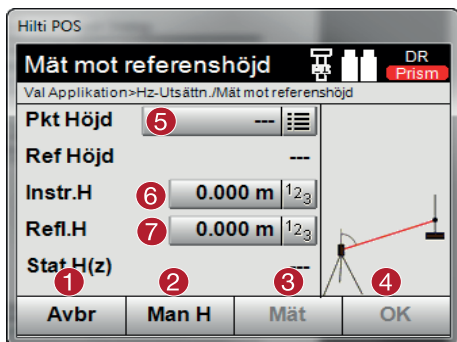 Hilti POS
Mät mot referenshöjd
DR
Prism
Val Applikation>Hz-Utsättn./Mät mot referenshöjd
Pkt Höjd 5 ---
Ref Höjd ---
Instr.H 6 0.000 m 123
Refl.H 7 0.000 m 123
Stat H(z) ---
1 2 3 4
Avbr Man H Mät OK